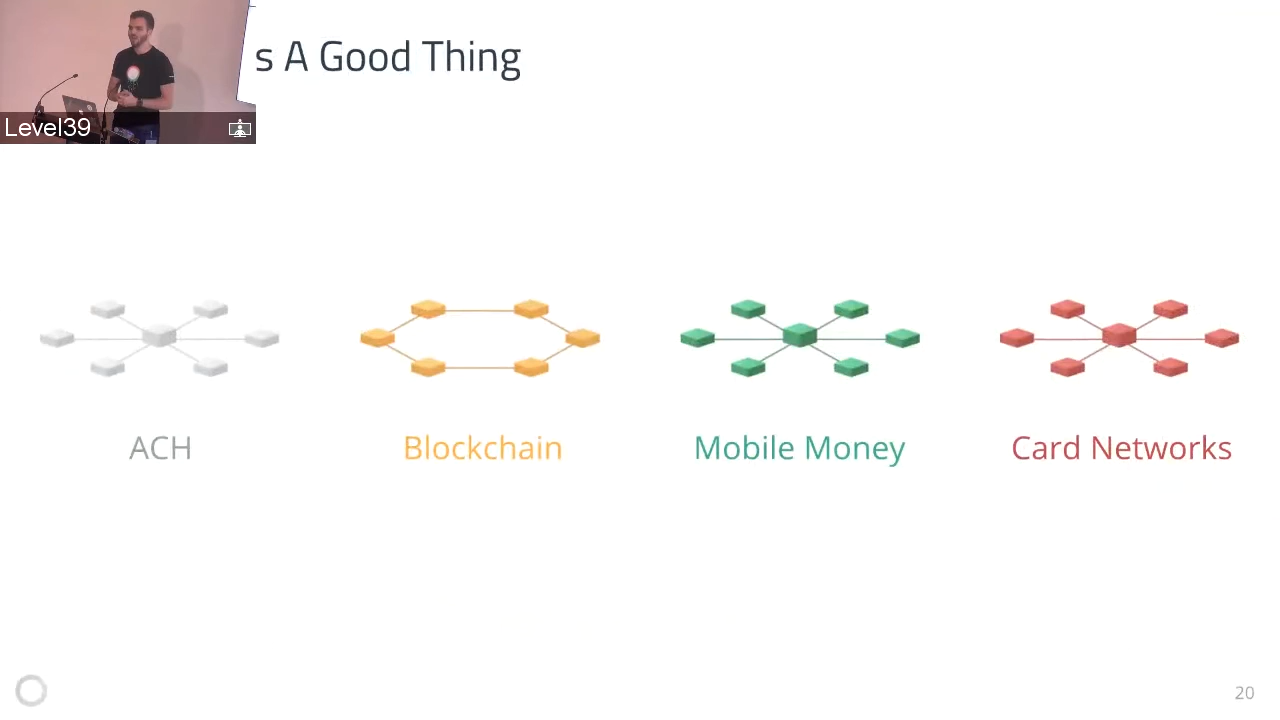 s A Good Thing
Level39
ACH
Blockchain
Mobile Money
Card Networks
20